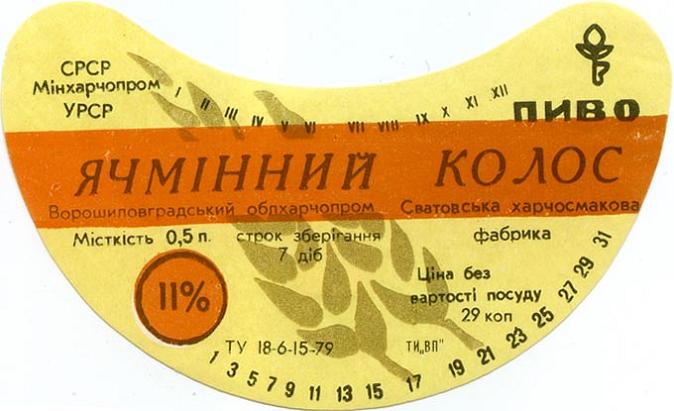 СРСР
Мінхарчопром
УРСР
I II III IV V VI VII VIII IX X XI XII
ПИВО
ЯЧМІННИЙ КОЛОС
Ворошиловградський облхарчопром Сватовська харчосмакова
фабрика
Місткість 0,5 п. строк зберігання
7 діб
11%
Ціна без
вартості посуду
29 коп
ТУ 18-6-15-79 ТИ„ВП"
1 3 5 7 9 11 13 15 17 19 21 23 25 27 29 31